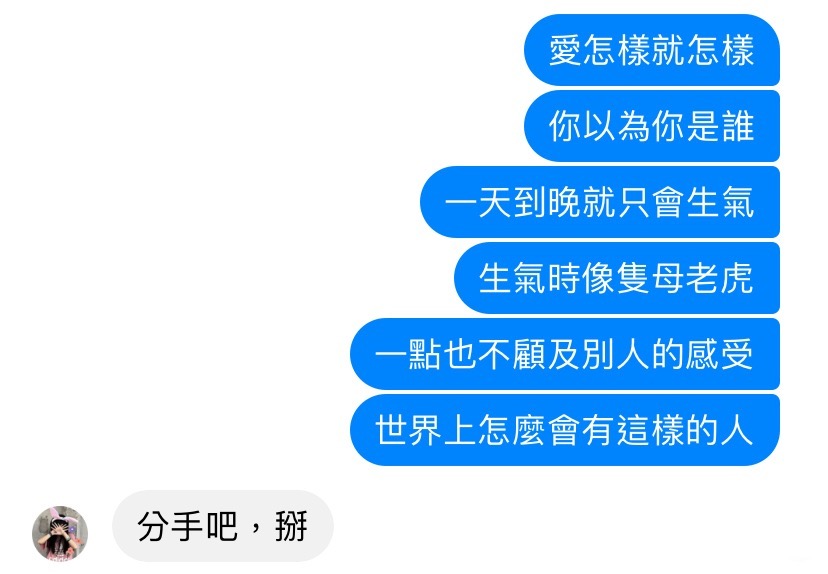 愛怎樣就怎樣
你以為你是誰
一天到晚就只會生氣
生氣時像隻母老虎
一點也不顧及別人的感受
世界上怎麼會有這樣的人
分手吧，掰